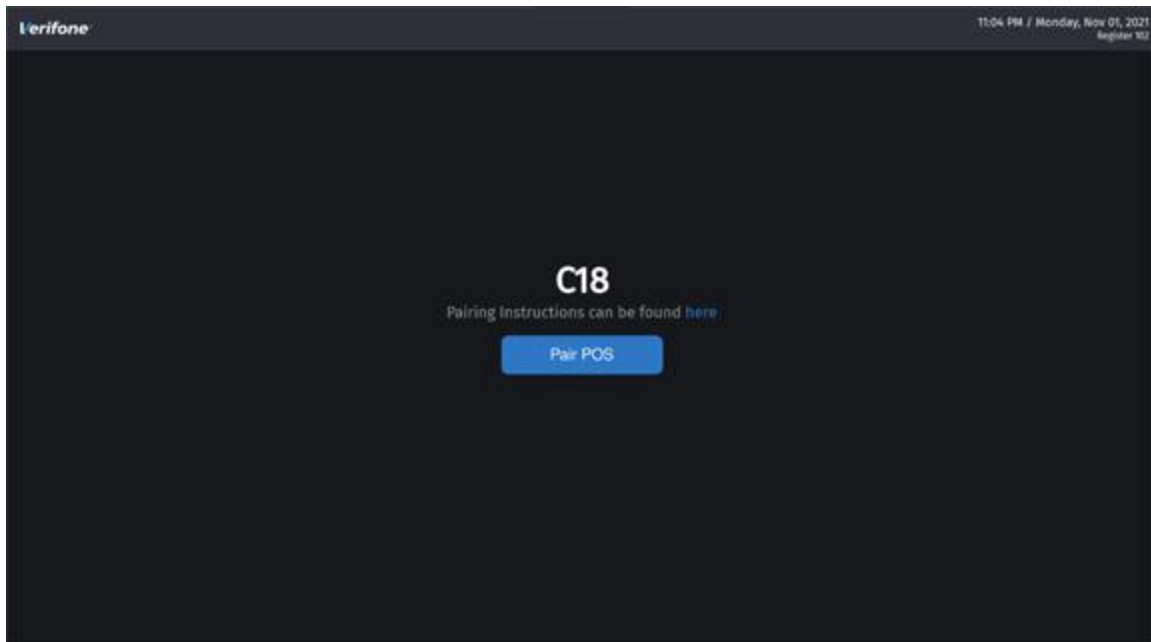 Verifone
11:04 PM / Monday, Nov 01, 2021
Register 102
C18
Pairing Instructions can be found here
Pair POS